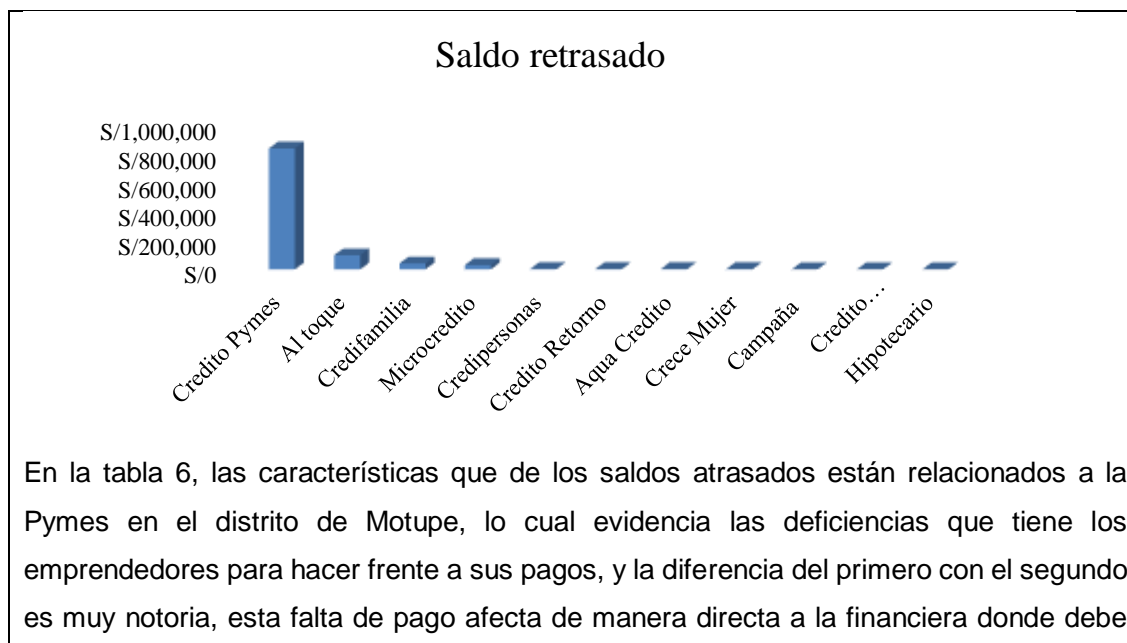 Saldo retrasado
S/1,000,000
S/800,000
S/600,000
S/400,000
S/200,000
S/0
Credito Pymes
Al toque
Credifamilia
Microcredito
Credipersonas
Credito Retorno
Aqua Credito
Crece Mujer
Campaña
Credito…
Hipotecario
En la tabla 6, las características que de los saldos atrasados están relacionados a la
Pymes en el distrito de Motupe, lo cual evidencia las deficiencias que tiene los
emprendedores para hacer frente a sus pagos, y la diferencia del primero con el segundo
es muy notoria, esta falta de pago afecta de manera directa a la financiera donde debe